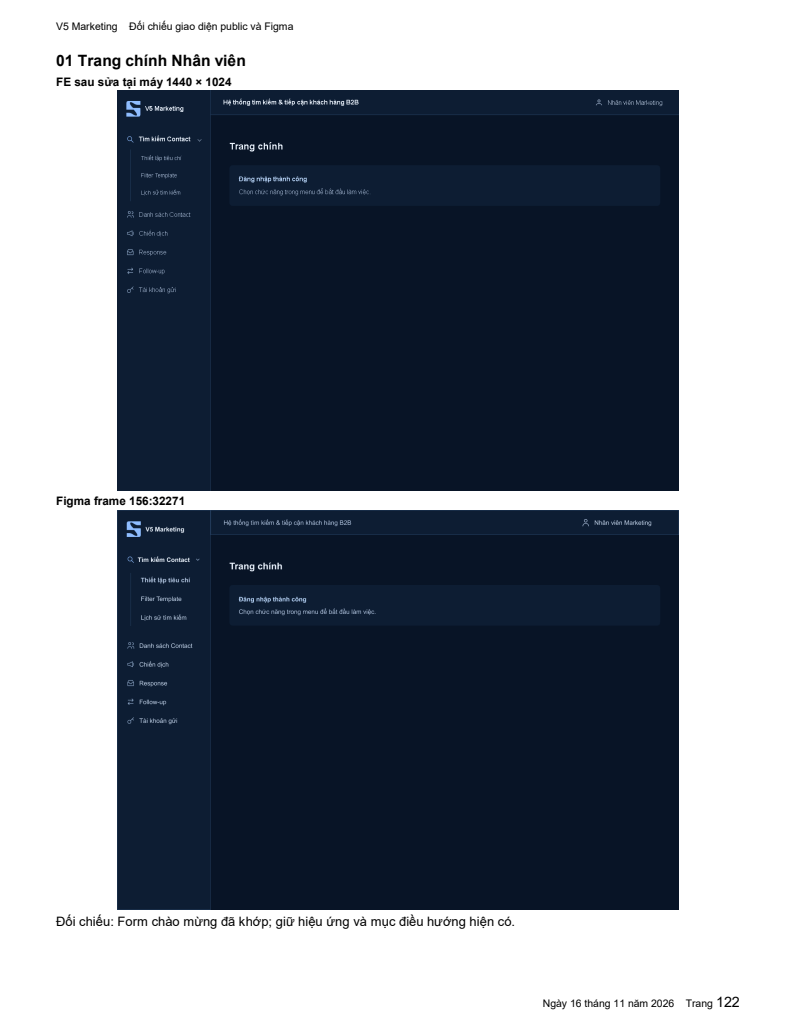 V5 Marketing Đối chiếu giao diện public và Figma
01 Trang chính Nhân viên
FE sau sửa tại máy 1440 × 1024
V5 Marketing
Hệ thống tìm kiếm & tiếp cận khách hàng B2B
Nhân viên Marketing
Tìm kiếm Contact
Thiết lập tiêu chí
Filter Template
Lịch sử tìm kiếm
Danh sách Contact
Chiến dịch
Response
Follow-up
Tài khoản gửi
Trang chính
Đăng nhập thành công
Chọn chức năng trong menu để bắt đầu làm việc.
Figma frame 156:32271
V5 Marketing
Hệ thống tìm kiếm & tiếp cận khách hàng B2B
Nhân viên Marketing
Tìm kiếm Contact
Thiết lập tiêu chí
Filter Template
Lịch sử tìm kiếm
Danh sách Contact
Chiến dịch
Response
Follow-up
Tài khoản gửi
Trang chính
Đăng nhập thành công
Chọn chức năng trong menu để bắt đầu làm việc.
Đối chiếu: Form chào mừng đã khớp; giữ hiệu ứng và mục điều hướng hiện có.
Ngày 16 tháng 11 năm 2026 Trang 122